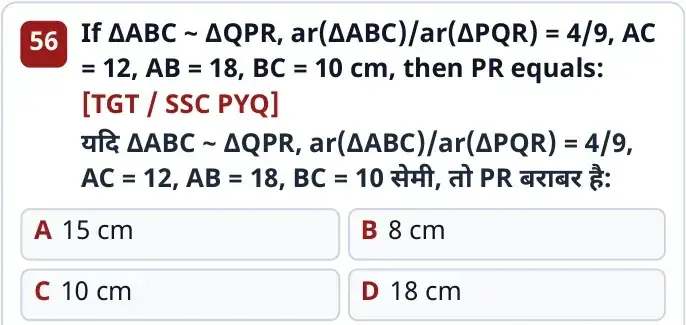 56 If ΔABC ~ ΔQPR, ar(ΔABC)/ar(ΔPQR) = 4/9, AC
= 12, AB = 18, BC = 10 cm, then PR equals:
[TGT / SSC PYQ]
यदि ΔABC ~ ΔQPR, ar(ΔABC)/ar(ΔPQR) = 4/9,
AC = 12, AB = 18, BC = 10 सेमी, तो PR बराबर है:
A 15 cm
B 8 cm
C 10 cm
D 18 cm